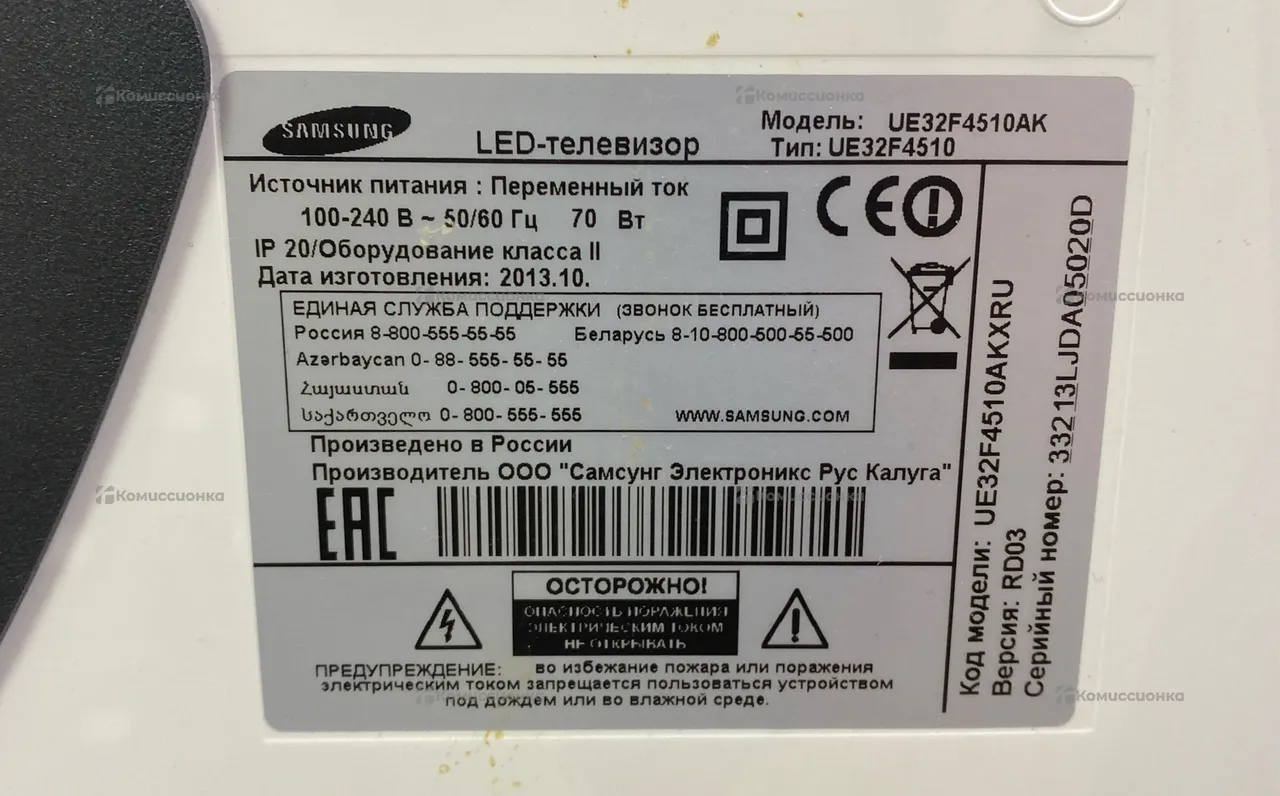 SAMSUNG
LED-телевизор
Модель: UE32F4510AK
Тип: UE32F4510
Источник питания : Переменный ток
100-240 В ~ 50/60 Гц 70 Вт
IP 20/Оборудование класса II
Дата изготовления: 2013.10.
ЕДИНАЯ СЛУЖБА ПОДДЕРЖКИ (ЗВОНОК БЕСПЛАТНЫЙ)
Россия 8-800-555-55-55 Беларусь 8-10-800-500-55-500
Azərbaycan 0-88-555-55-55
Հայաստան 0-800-05-555
საქართველო 0-800-555-555 WWW.SAMSUNG.COM
Произведено в России
Производитель ООО "Самсунг Электроникс Рус Калуга"
CE
EAC
ОСТОРОЖНО!
ОПАСНОСТЬ ПОРАЖЕНИЯ
ЭЛЕКТРИЧЕСКИМ ТОКОМ
НЕ ОТКРЫВАТЬ
ПРЕДУПРЕЖДЕНИЕ: во избежание пожара или поражения
электрическим током запрещается пользоваться устройством
под дождем или во влажной среде.
Код модели: UE32F4510AKXRU
Версия: RD03
Серийный номер: 33213LJDA05020D
Комиссионка
Комиссионка
Комиссионка
Комиссионка
Комиссионка
Комиссионка
Комиссионка
Комиссионка